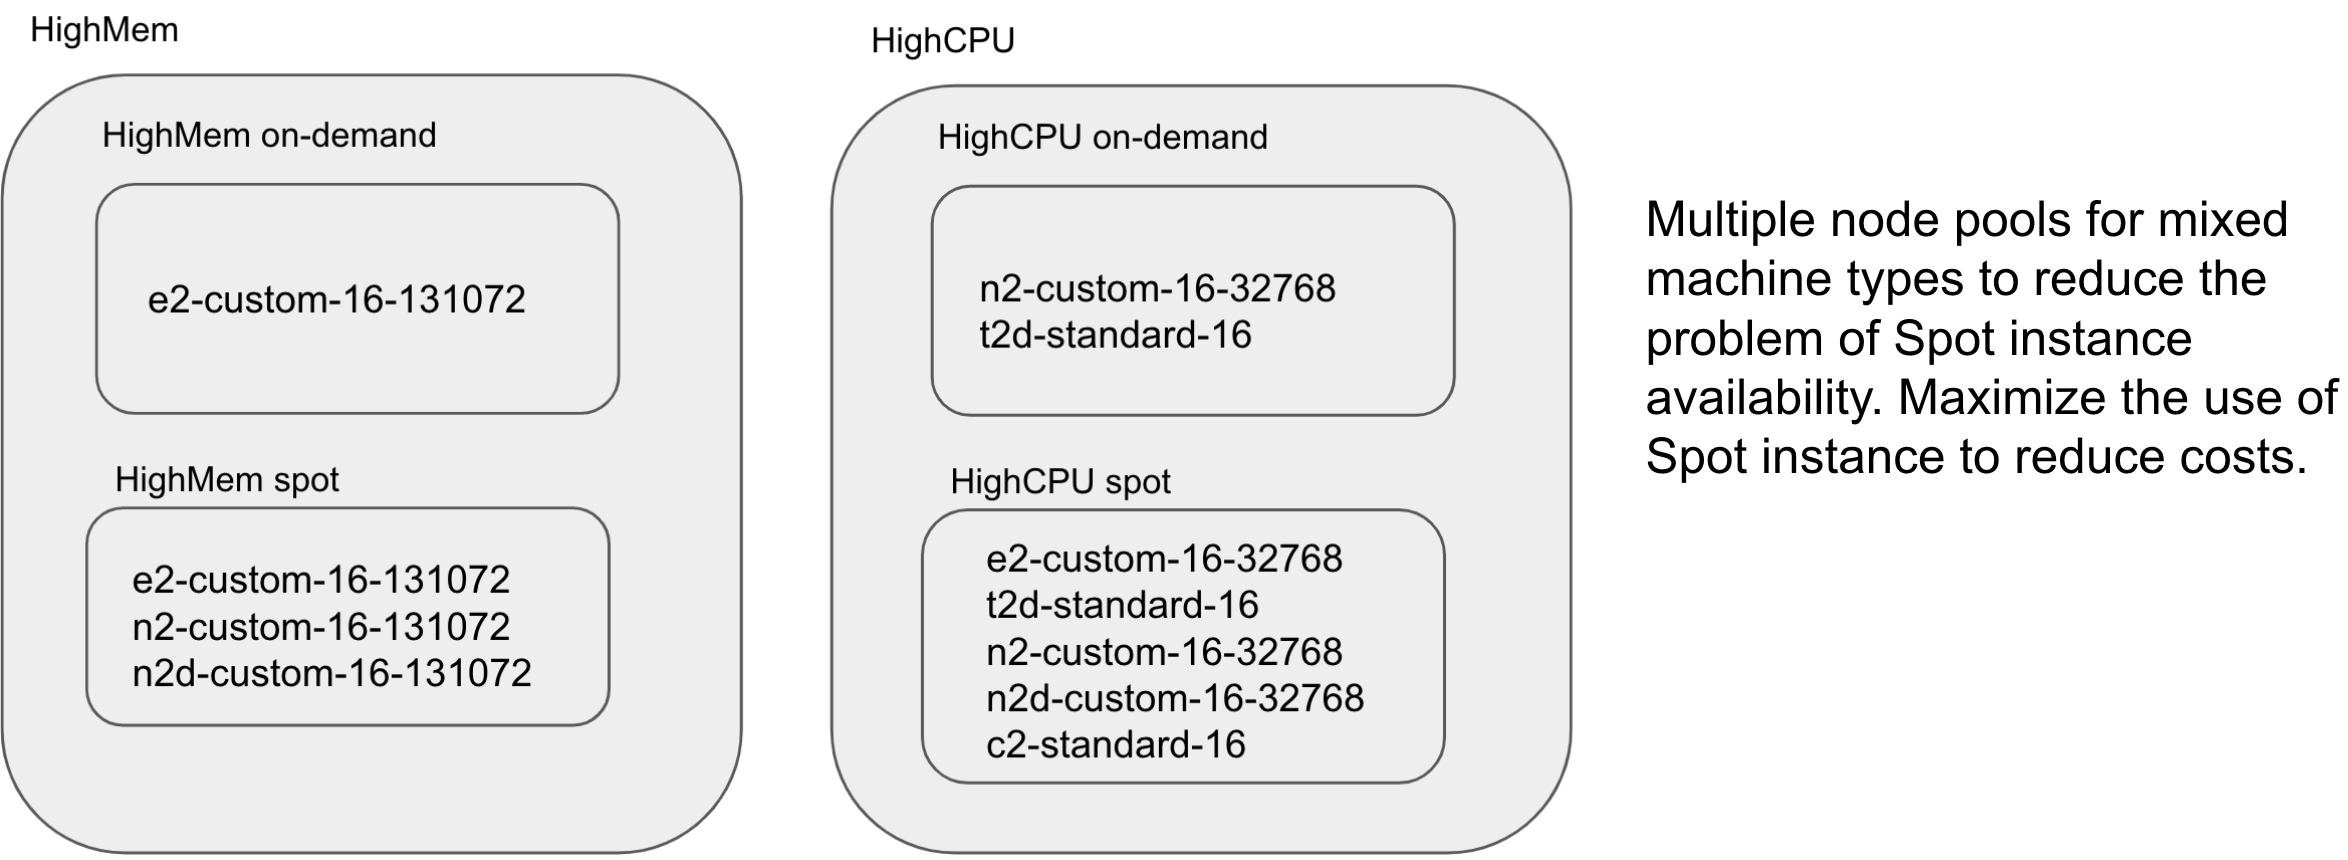 HighMem
HighMem on-demand
e2-custom-16-131072
HighMem spot
e2-custom-16-131072
n2-custom-16-131072
n2d-custom-16-131072
HighCPU
HighCPU on-demand
n2-custom-16-32768
t2d-standard-16
HighCPU spot
e2-custom-16-32768
t2d-standard-16
n2-custom-16-32768
n2d-custom-16-32768
c2-standard-16
Multiple node pools for mixed
machine types to reduce the
problem of Spot instance
availability. Maximize the use of
Spot instance to reduce costs.